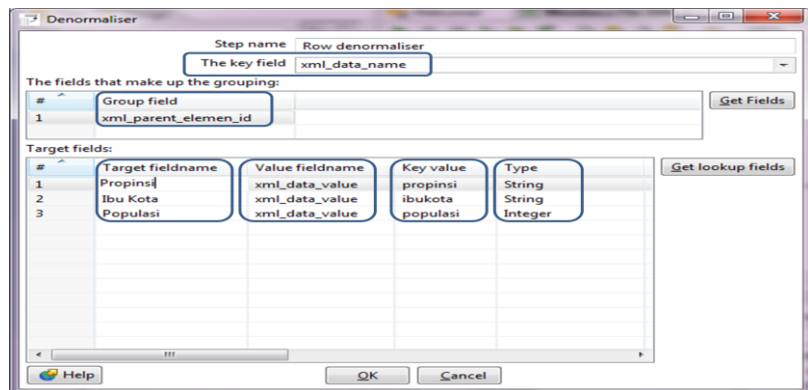 Denormaliser
Step name Row denormaliser
The key field xml_data_name
The fields that make up the grouping:
# Group field
1 xml_parent_elemen_id
Get Fields
Target fields:
# Target fieldname Value fieldname Key value Type
1 Propinsi xml_data_value propinsi String
2 Ibu Kota xml_data_value ibukota String
3 Populasi xml_data_value populasi Integer
Get lookup fields
Help OK Cancel